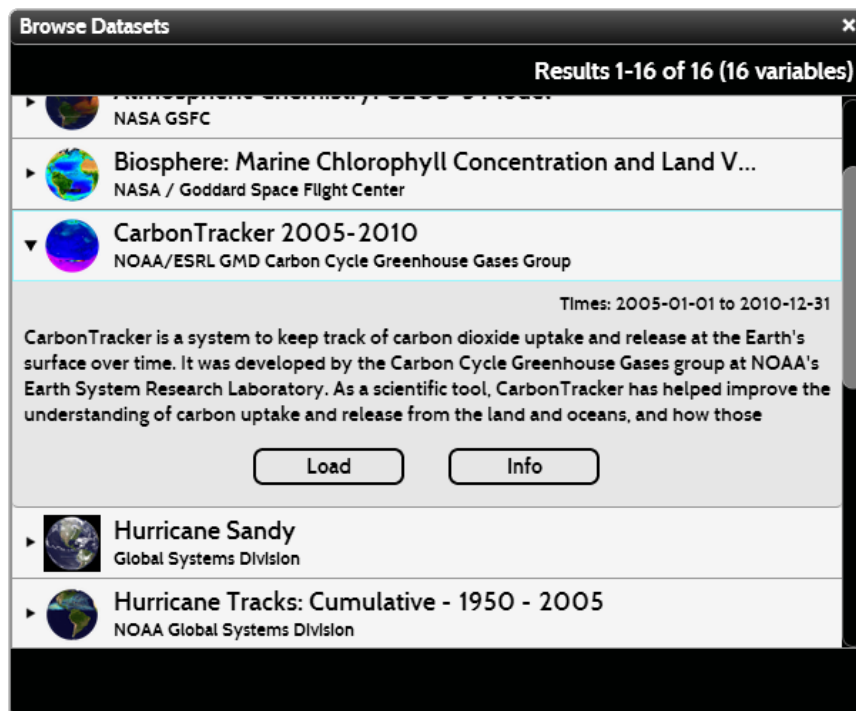 Browse Datasets
Results 1-16 of 16 (16 variables)
NASA GSFC
Biosphere: Marine Chlorophyll Concentration and Land V...
NASA / Goddard Space Flight Center
CarbonTracker 2005-2010
NOAA/ESRL GMD Carbon Cycle Greenhouse Gases Group
Times: 2005-01-01 to 2010-12-31
CarbonTracker is a system to keep track of carbon dioxide uptake and release at the Earth's
surface over time. It was developed by the Carbon Cycle Greenhouse Gases group at NOAA's
Earth System Research Laboratory. As a scientific tool, CarbonTracker has helped improve the
understanding of carbon uptake and release from the land and oceans, and how those
Load Info
Hurricane Sandy
Global Systems Division
Hurricane Tracks: Cumulative - 1950 - 2005
NOAA Global Systems Division